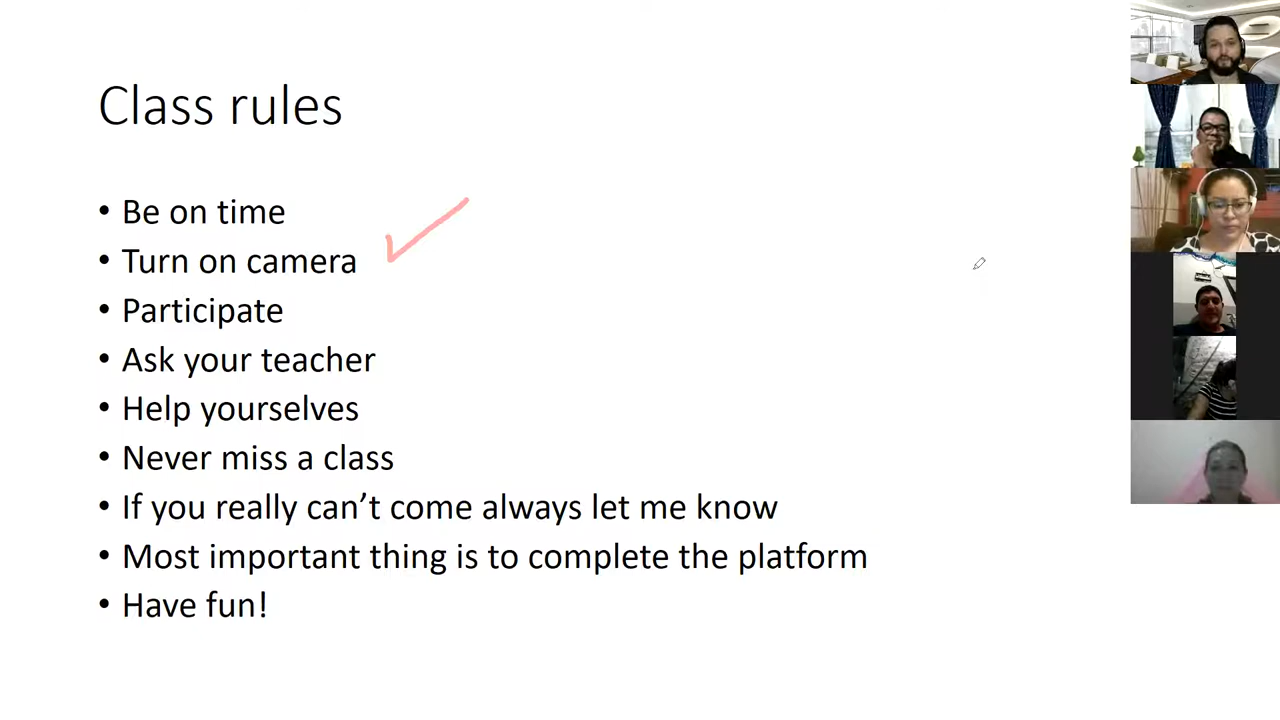 Class rules
• Be on time
• Turn on camera
• Participate
• Ask your teacher
• Help yourselves
• Never miss a class
• If you really can’t come always let me know
• Most important thing is to complete the platform
• Have fun!